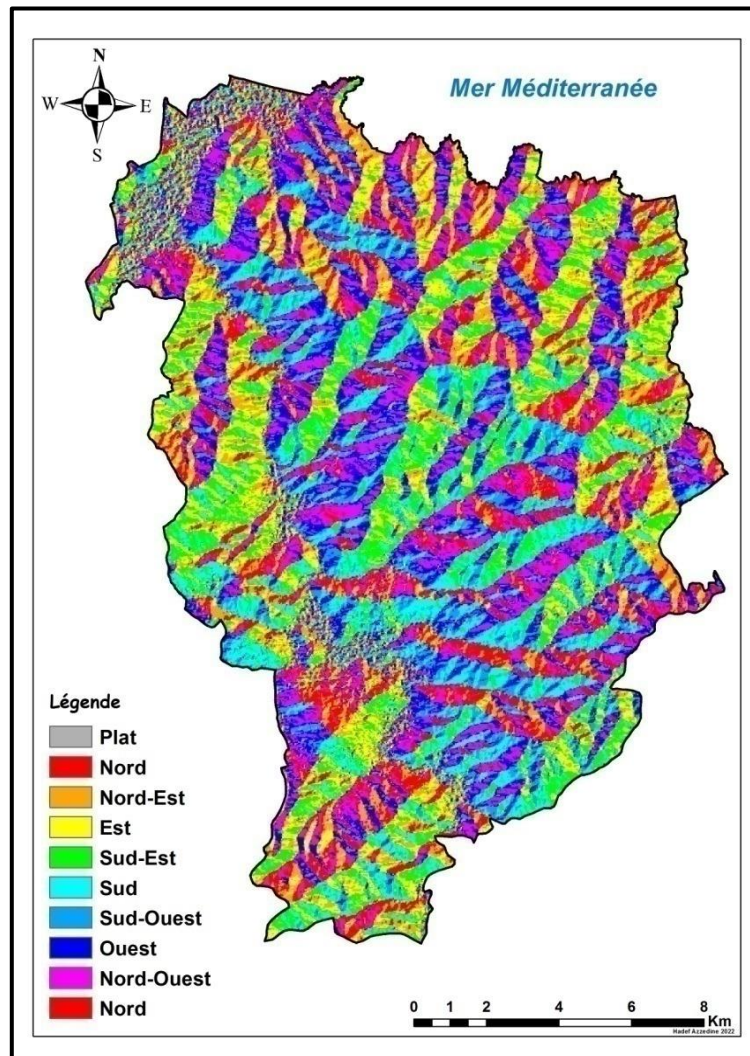 N
Mer Méditerranée
W E
S
Légende
Plat
Nord
Nord-Est
Est
Sud-Est
Sud
Sud-Ouest
Ouest
Nord-Ouest
Nord
0 1 2 4 6 8
Km
Hadef Azzedine 2022